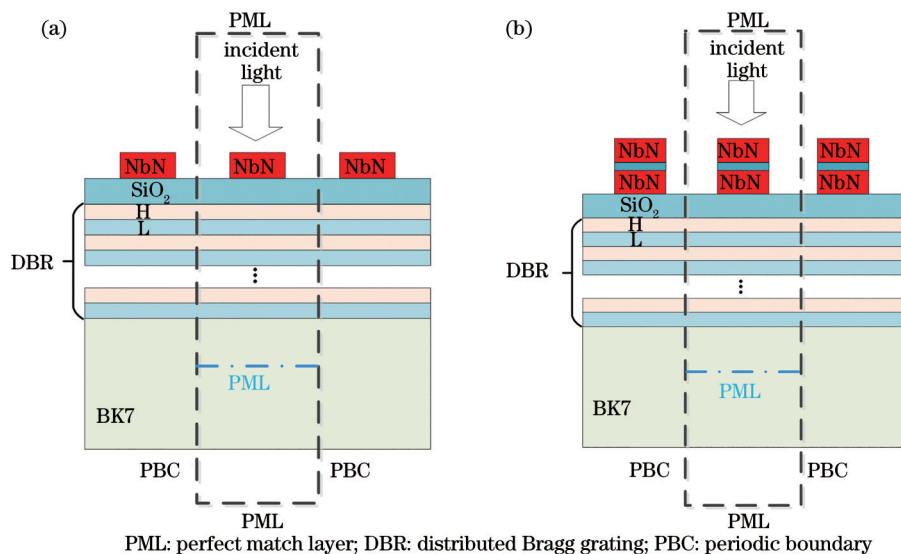 (a)
PML
incident
light
NbN NbN NbN
SiO₂
H
L
DBR
⋮
PML
BK7
PBC PBC
PML
(b)
PML
incident
light
NbN NbN NbN
NbN NbN NbN
SiO₂
H
L
DBR
⋮
PML
BK7
PBC PBC
PML
PML: perfect match layer; DBR: distributed Bragg grating; PBC: periodic boundary